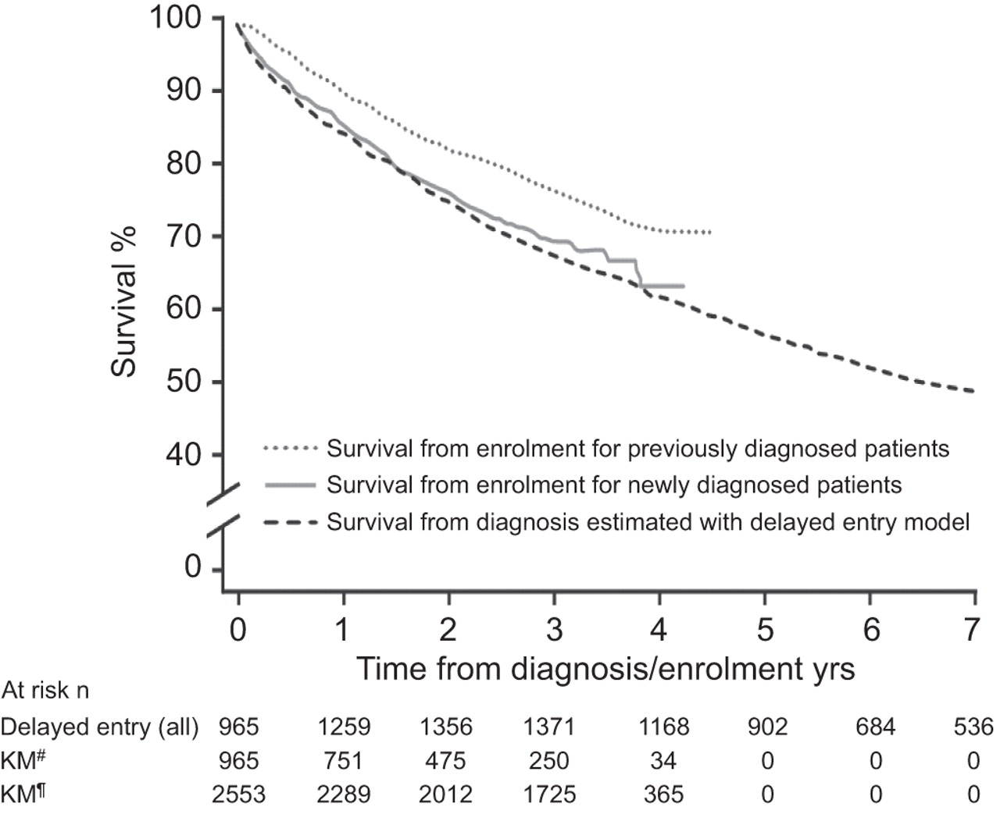 100
90
80
70
60
50
40
0
Survival %
Survival from enrolment for previously diagnosed patients
Survival from enrolment for newly diagnosed patients
Survival from diagnosis estimated with delayed entry model
0 1 2 3 4 5 6 7
Time from diagnosis/enrolment yrs
At risk n
Delayed entry (all) 965 1259 1356 1371 1168 902 684 536
KM# 965 751 475 250 34 0 0 0
KM¶ 2553 2289 2012 1725 365 0 0 0